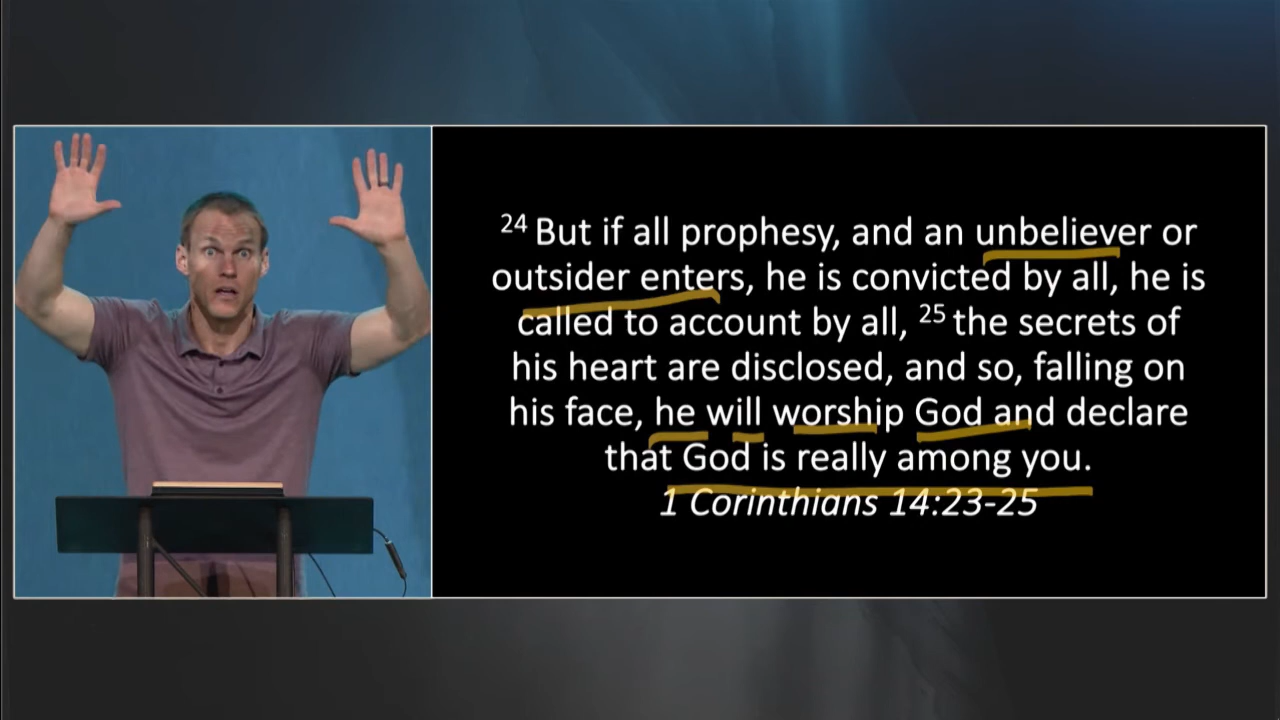 24 But if all prophesy, and an unbeliever or
outsider enters, he is convicted by all, he is
called to account by all, 25 the secrets of
his heart are disclosed, and so, falling on
his face, he will worship God and declare
that God is really among you.
1 Corinthians 14:23-25